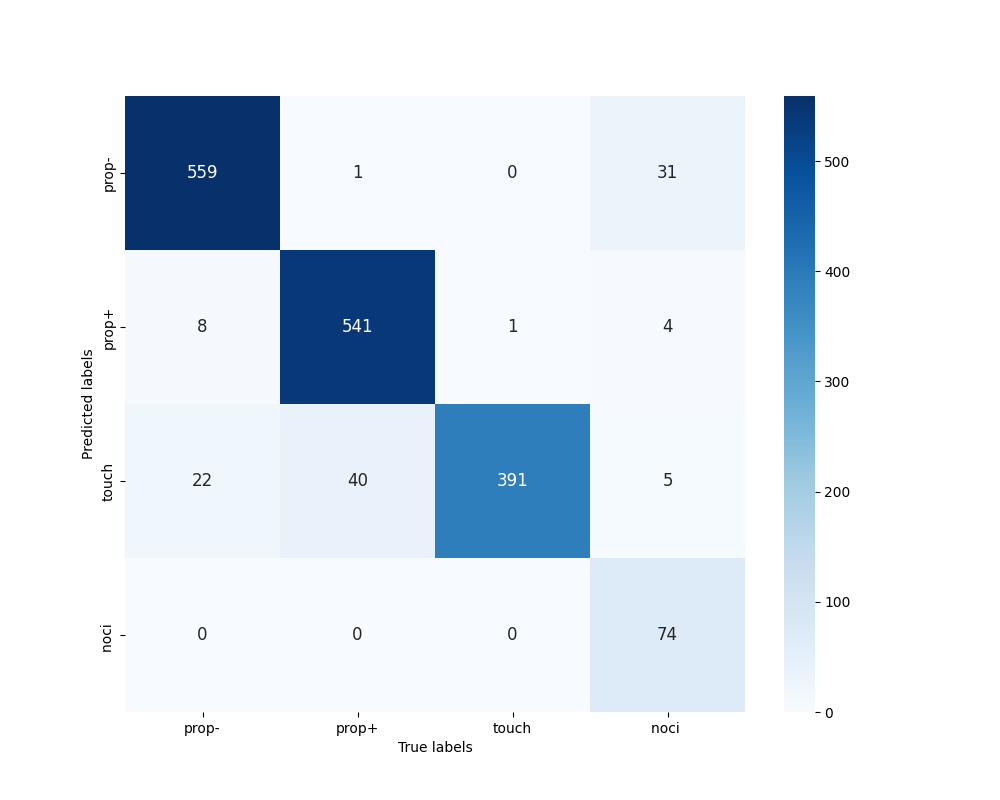 prop- 559 1 0 31
prop+ 8 541 1 4
touch 22 40 391 5
noci 0 0 0 74
prop- prop+ touch noci
True labels
Predicted labels
500
400
300
200
100
0